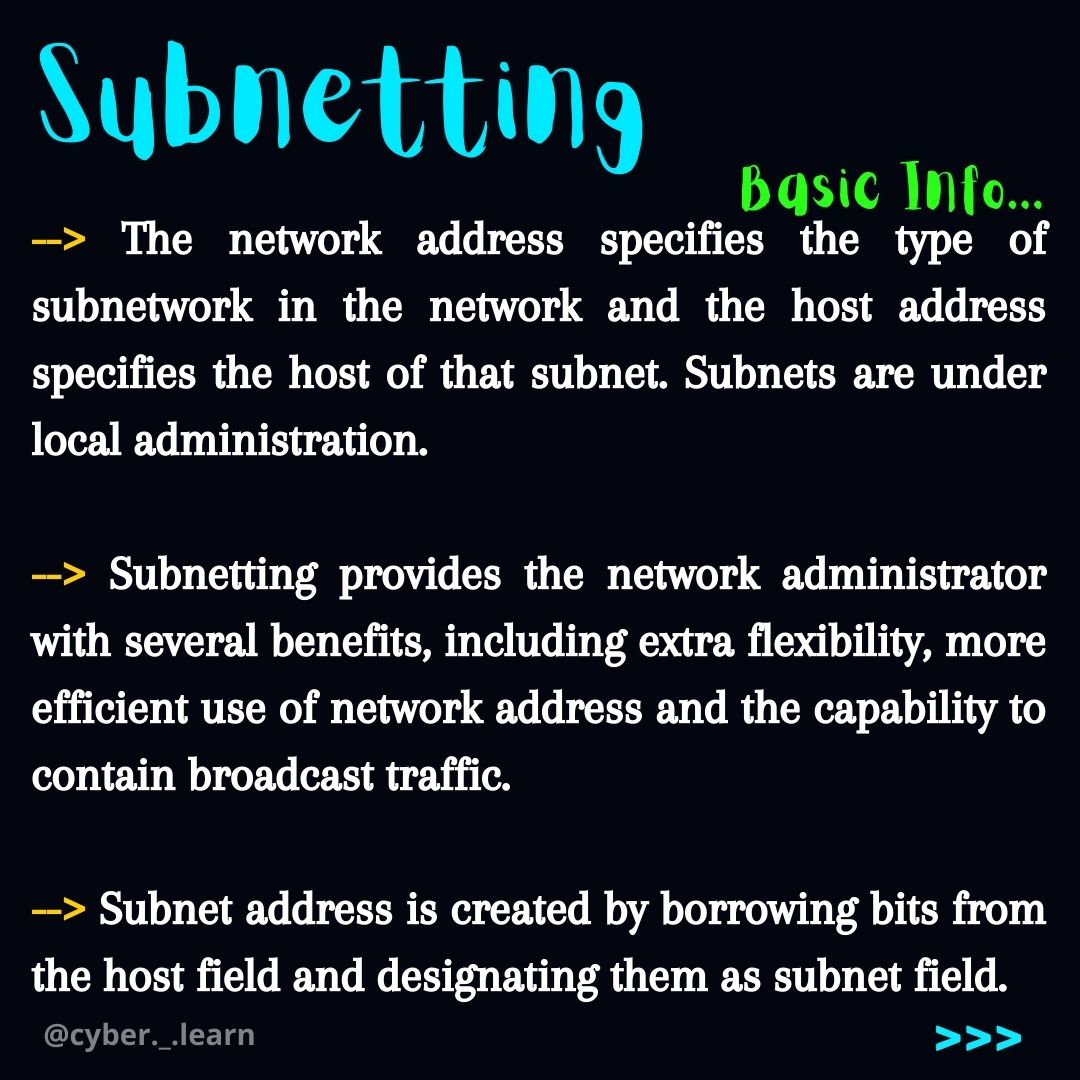 Subnetting
Basic Info...
--> The network address specifies the type of
subnetwork in the network and the host address
specifies the host of that subnet. Subnets are under
local administration.
--> Subnetting provides the network administrator
with several benefits, including extra flexibility, more
efficient use of network address and the capability to
contain broadcast traffic.
--> Subnet address is created by borrowing bits from
the host field and designating them as subnet field.
@cyber._.learn
>>>